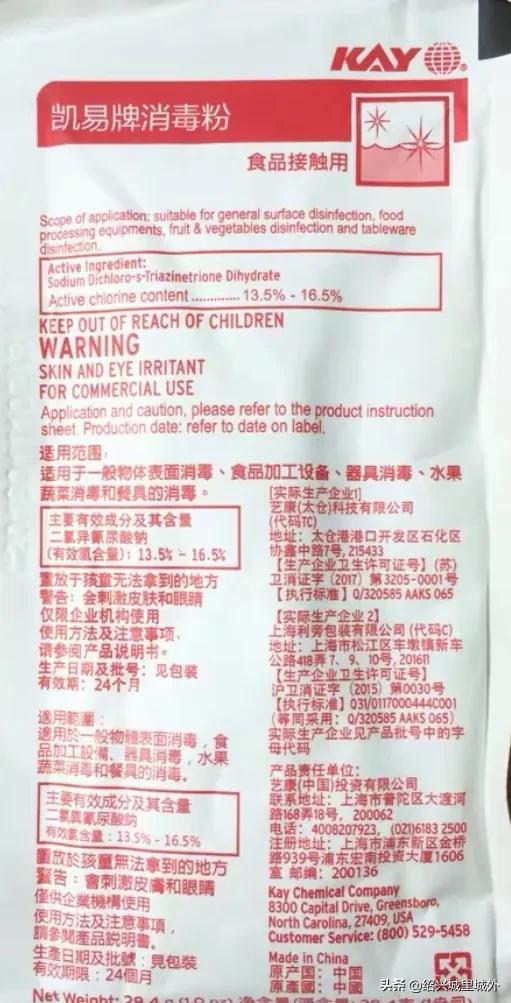 KAY
凯易牌消毒粉
食品接触用
Scope of application: suitable for general surface disinfection, food
processing equipments, fruit & vegetables disinfection and tableware
disinfection.
Active Ingredient:
Sodium Dichloro-s-Triazinetrione Dihydrate
Active chlorine content ............. 13.5% - 16.5%
KEEP OUT OF REACH OF CHILDREN
WARNING
SKIN AND EYE IRRITANT
FOR COMMERCIAL USE
Application and caution, please refer to the product instruction
sheet. Production date: refer to date on label.
适用范围:
适用于一般物体表面消毒、食品加工设备、器具消毒、水果
蔬菜消毒和餐具的消毒。
主要有效成分及其含量
二氯异氰尿酸钠
(有效氯含量): 13.5% - 16.5%
置放于孩童无法拿到的地方
警告: 会刺激皮肤和眼睛
仅限企业机构使用
使用方法及注意事项,
请参阅产品说明书。
生产日期及批号: 见包装
有效期: 24个月
適用範圍:
適用於一般物體表面消毒,食
品加工設備、器具消毒,水果
蔬菜消毒和餐具的消毒。
主要有效成分及其含量
二氯異氰尿酸鈉
有效氯含量: 13.5% - 16.5%
置放於孩童無法拿到的地方
警告: 會刺激皮膚和眼睛
僅供企業機構使用
使用方法及注意事項,
請參閱產品説明書。
生產日期及批號: 見包裝
有效期限: 24個月
[实际生产企业1]
艺康(太仓)科技有限公司
(代码TC)
地址: 太仓港港口开发区石化区
协鑫中路7号, 215433
【生产企业卫生许可证号】(苏)
卫消证字 (2017) 第3205-0001号
【执行标准】Q/320585 AAKS 065
【实际生产企业 2】
上海利旁包装有限公司 (代码C)
地址: 上海市松江区车墩镇新车
公路418弄 7、9、10号, 201611
【生产企业卫生许可证号】
沪卫消证字 (2015) 第0030号
【执行标准】Q31/0117000444C001
(等同采用: Q/320585 AAKS 065)
实际生产企业见产品批号中的字
母代码
产品责任单位:
艺康(中国)投资有限公司
联系地址: 上海市普陀区大渡河
路168弄18号, 200062
电话: 4008207923, (021)6183 2500
注册地址: 上海市浦东新区金桥
路939号浦东宏南投资大厦1606
室 邮编: 200136
Kay Chemical Company
8300 Capital Drive, Greensboro,
North Carolina, 27409, USA
Customer Service: (800) 529-5458
Made in China
原产国: 中国
原產國: 中國
Net Weight: 28.4 g
头条 @绍兴城里城外